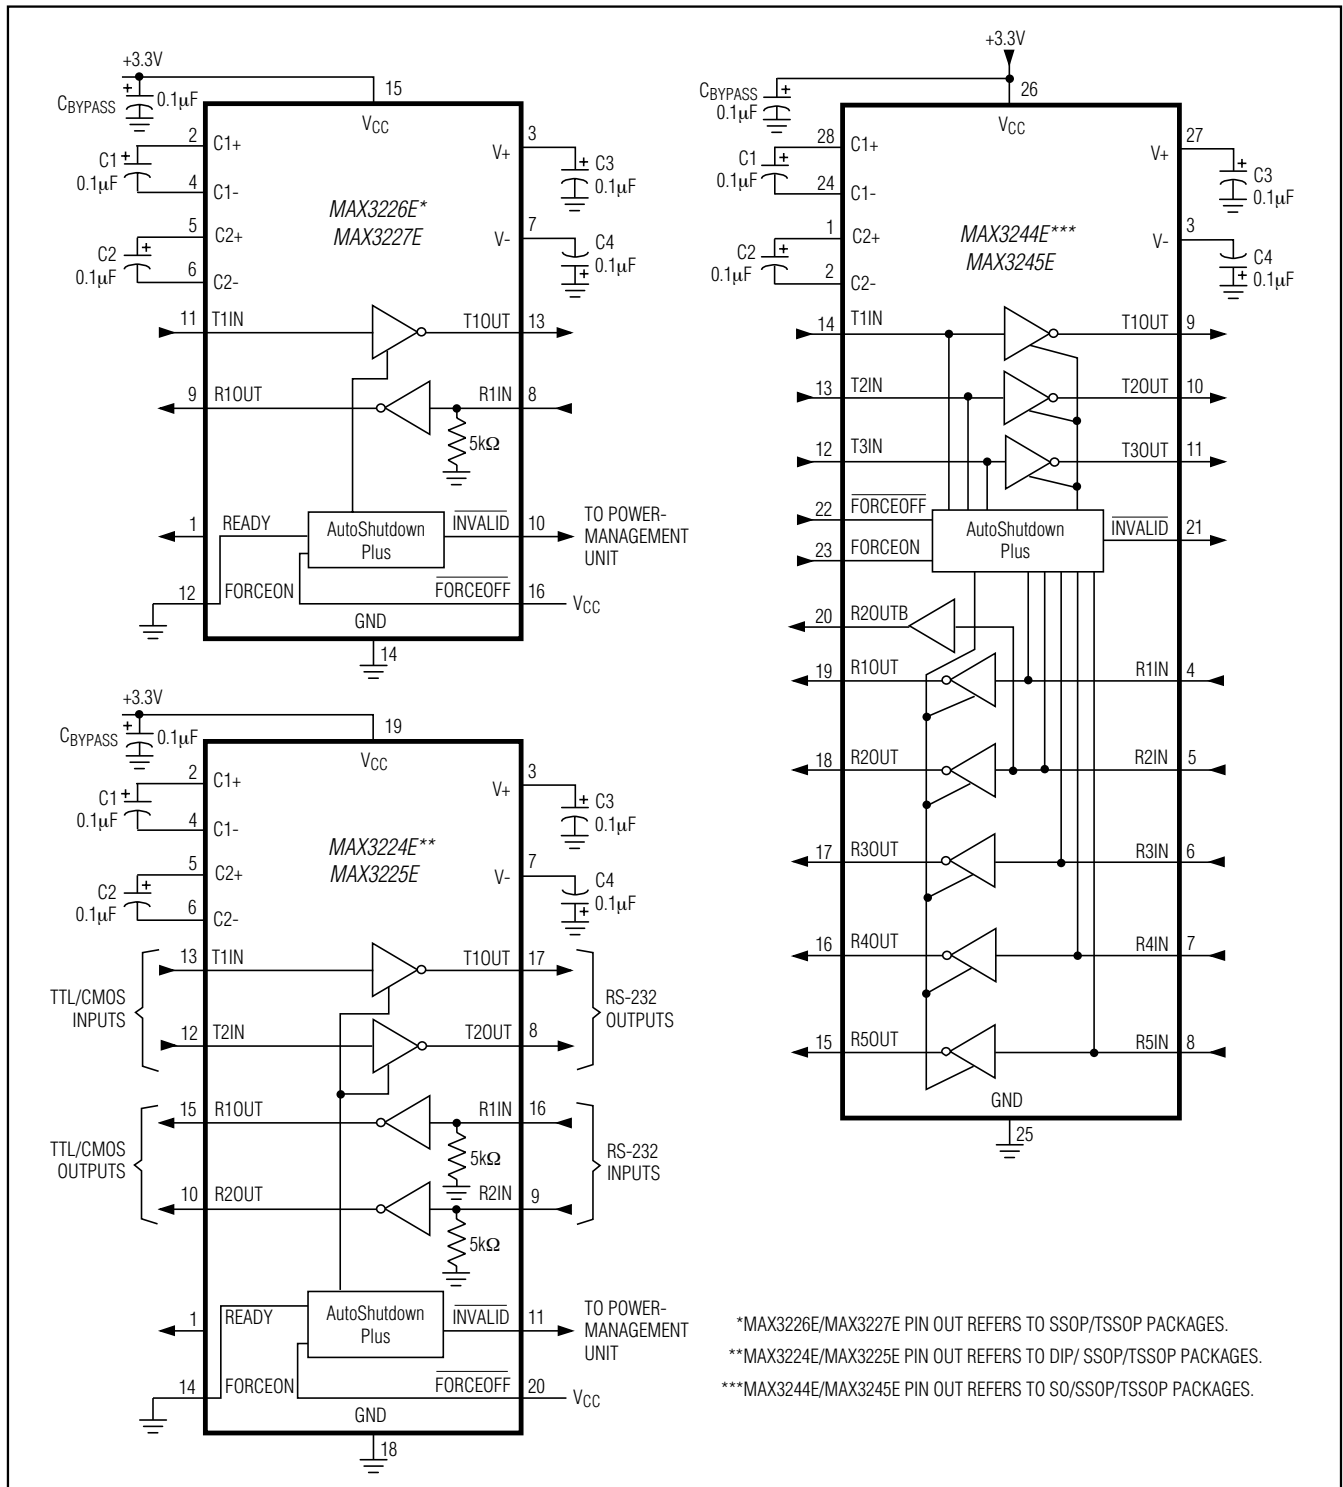 +3.3V
CBYPASS
+
0.1µF
15
VCC
2
C1+
C1
+
0.1µF
4
C1-
5
C2+
C2
+
0.1µF
6
C2-
3
V+
+
C3
0.1µF
7
V-
C4
+
0.1µF
MAX3226E*
MAX3227E
11
T1IN
T1OUT
13
9
R1OUT
R1IN
8
5kΩ
1
READY
AutoShutdown
Plus
INVALID
10
TO POWER-
MANAGEMENT
UNIT
12
FORCEON
FORCEOFF
16
VCC
GND
14
+3.3V
CBYPASS
+
0.1µF
19
VCC
2
C1+
C1
+
0.1µF
4
C1-
5
C2+
C2
+
0.1µF
6
C2-
3
V+
+
C3
0.1µF
7
V-
C4
+
0.1µF
MAX3224E**
MAX3225E
TTL/CMOS
INPUTS
13
T1IN
T1OUT
17
12
T2IN
T2OUT
8
RS-232
OUTPUTS
TTL/CMOS
OUTPUTS
15
R1OUT
R1IN
16
5kΩ
10
R2OUT
R2IN
9
5kΩ
RS-232
INPUTS
1
READY
AutoShutdown
Plus
INVALID
11
TO POWER-
MANAGEMENT
UNIT
14
FORCEON
FORCEOFF
20
VCC
GND
18
+3.3V
CBYPASS
+
0.1µF
26
VCC
28
C1+
C1
+
0.1µF
24
C1-
1
C2+
C2
+
0.1µF
2
C2-
27
V+
+
C3
0.1µF
3
V-
C4
+
0.1µF
MAX3244E***
MAX3245E
14
T1IN
T1OUT
9
13
T2IN
T2OUT
10
12
T3IN
T3OUT
11
22
FORCEOFF
23
FORCEON
AutoShutdown
Plus
INVALID
21
20
R2OUTB
19
R1OUT
R1IN
4
18
R2OUT
R2IN
5
17
R3OUT
R3IN
6
16
R4OUT
R4IN
7
15
R5OUT
R5IN
8
GND
25
*MAX3226E/MAX3227E PIN OUT REFERS TO SSOP/TSSOP PACKAGES.
**MAX3224E/MAX3225E PIN OUT REFERS TO DIP/ SSOP/TSSOP PACKAGES.
***MAX3244E/MAX3245E PIN OUT REFERS TO SO/SSOP/TSSOP PACKAGES.